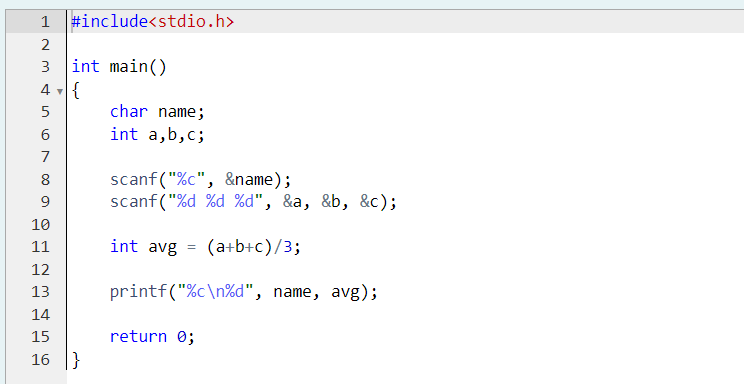 1 #include<stdio.h>
2
3 int main()
4 {
5     char name;
6     int a,b,c;
7
8     scanf("%c", &name);
9     scanf("%d %d %d", &a, &b, &c);
10
11     int avg = (a+b+c)/3;
12
13     printf("%c\n%d", name, avg);
14
15     return 0;
16 }